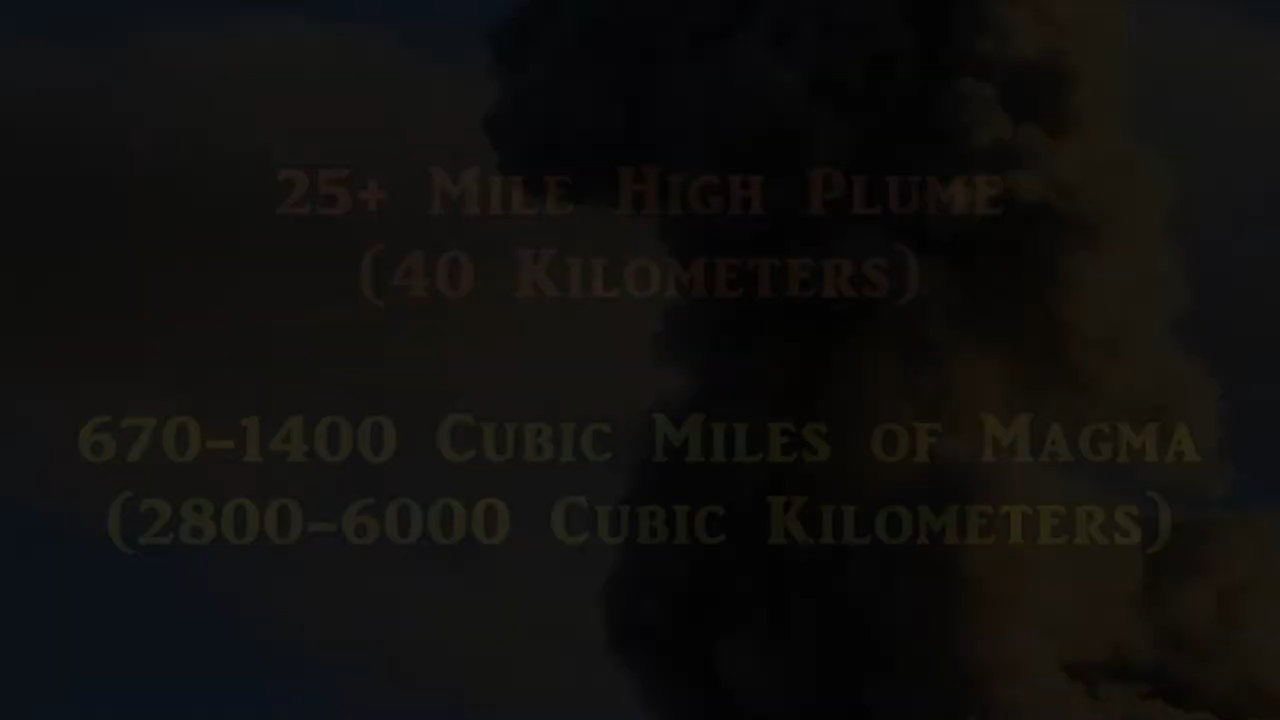 25+ Mile High Plume
(40 Kilometers)
670-1400 Cubic Miles of Magma
(2800-6000 Cubic Kilometers)